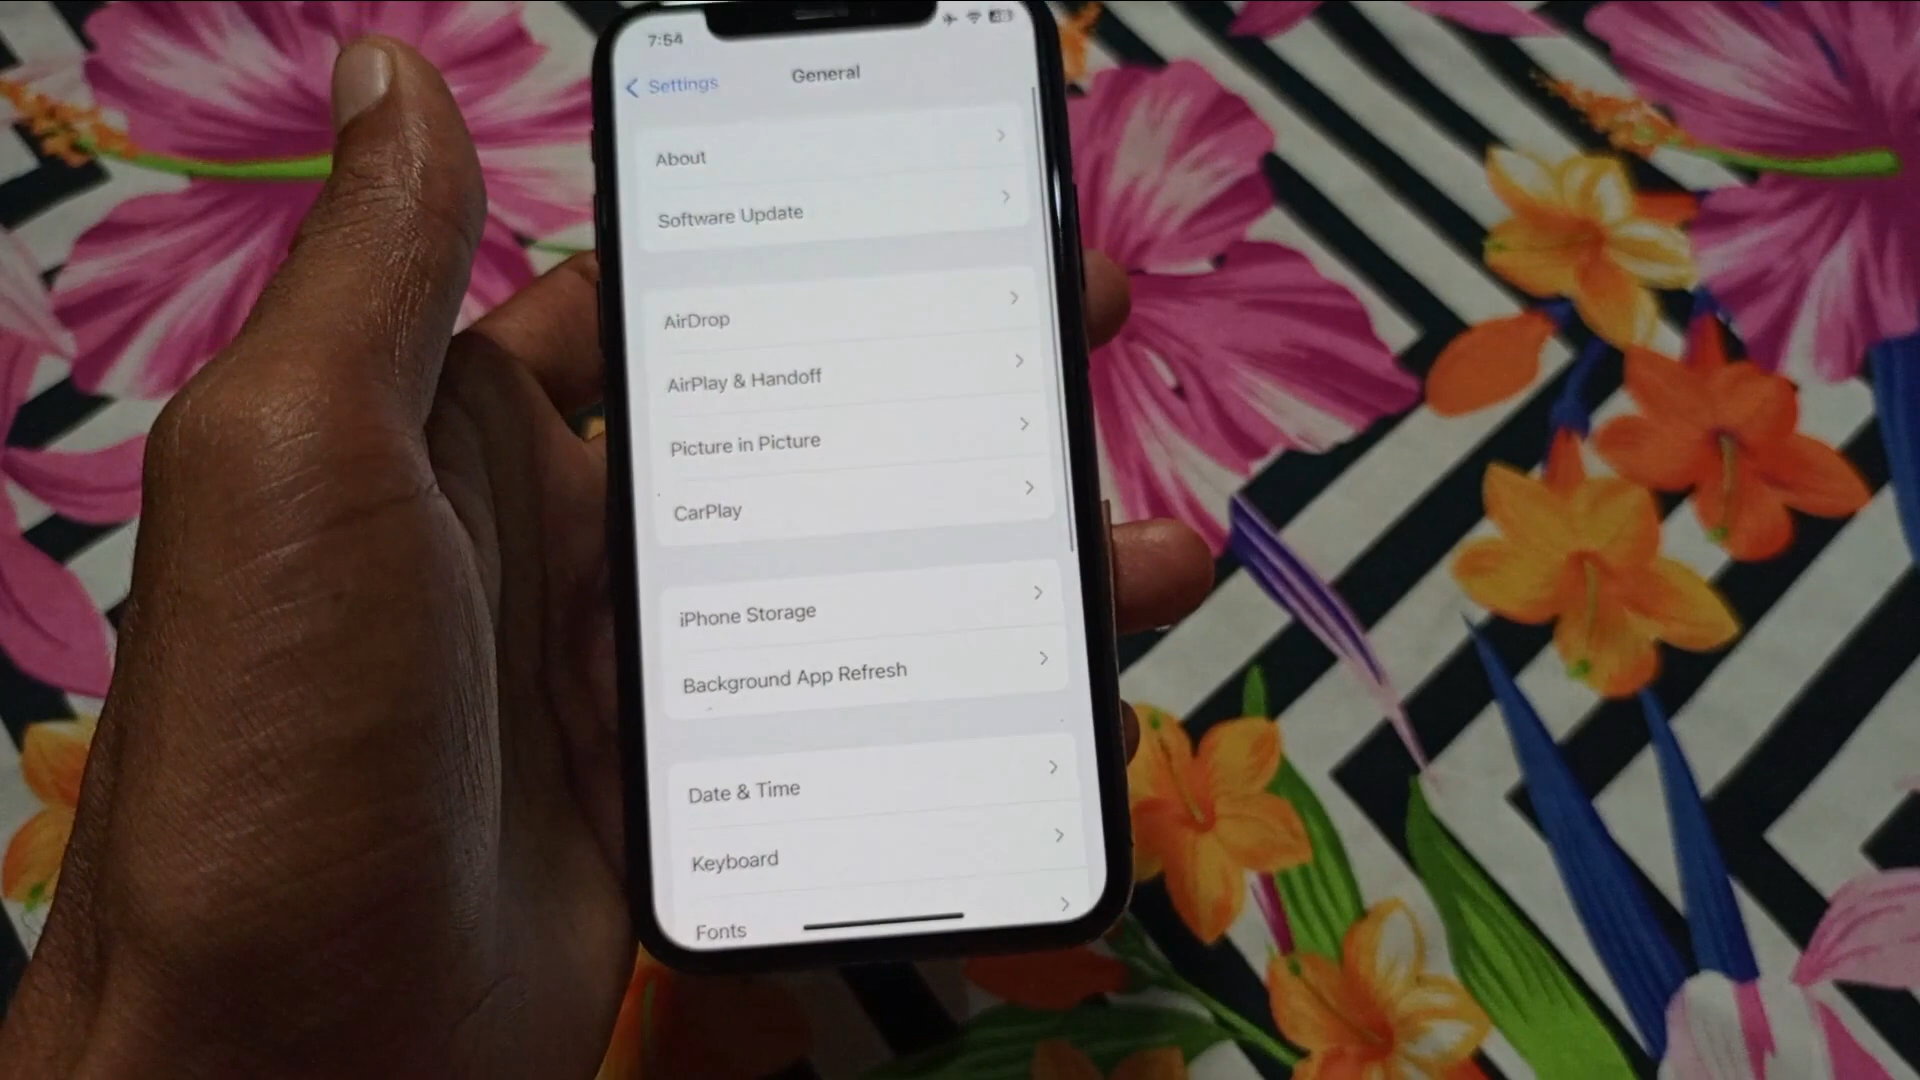 7:54
Settings
General
About
Software Update
AirDrop
AirPlay & Handoff
Picture in Picture
CarPlay
iPhone Storage
Background App Refresh
Date & Time
Keyboard
Fonts